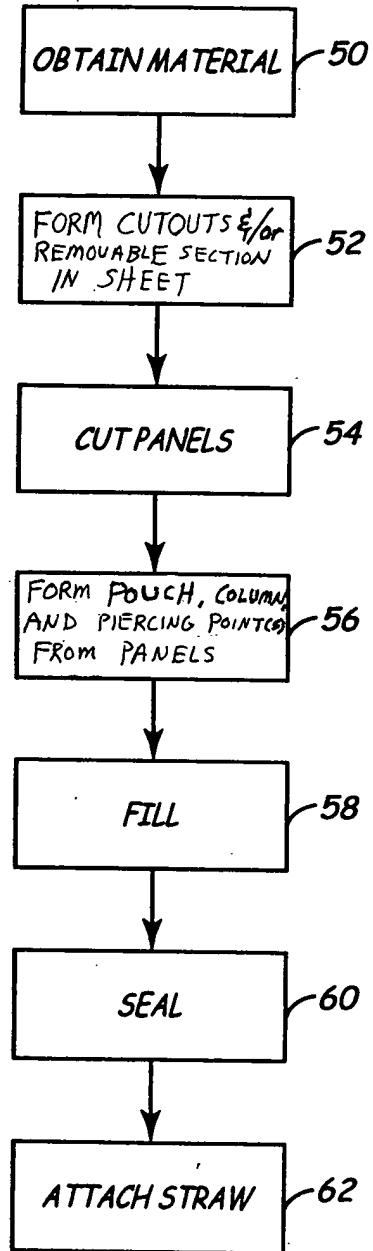 OBTAIN MATERIAL
50
FORM CUTOUTS &/or
REMOVABLE SECTION
IN SHEET
52
CUT PANELS
54
FORM POUCH, COLUMN,
AND PIERCING POINT(S)
FROM PANELS
56
FILL
58
SEAL
60
ATTACH STRAW
62